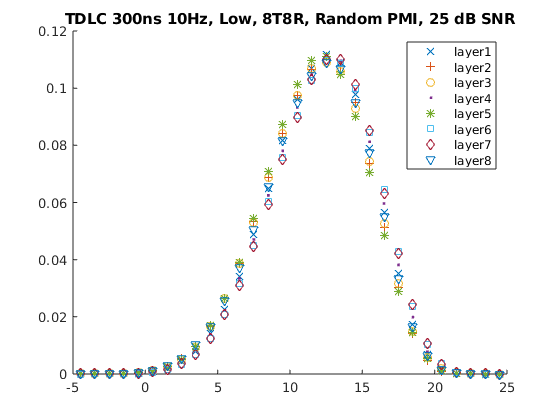 TDLC 300ns 10Hz, Low, 8T8R, Random PMI, 25 dB SNR
0.12
0.1
0.08
0.06
0.04
0.02
0
-5 0 5 10 15 20 25
layer1
layer2
layer3
layer4
layer5
layer6
layer7
layer8